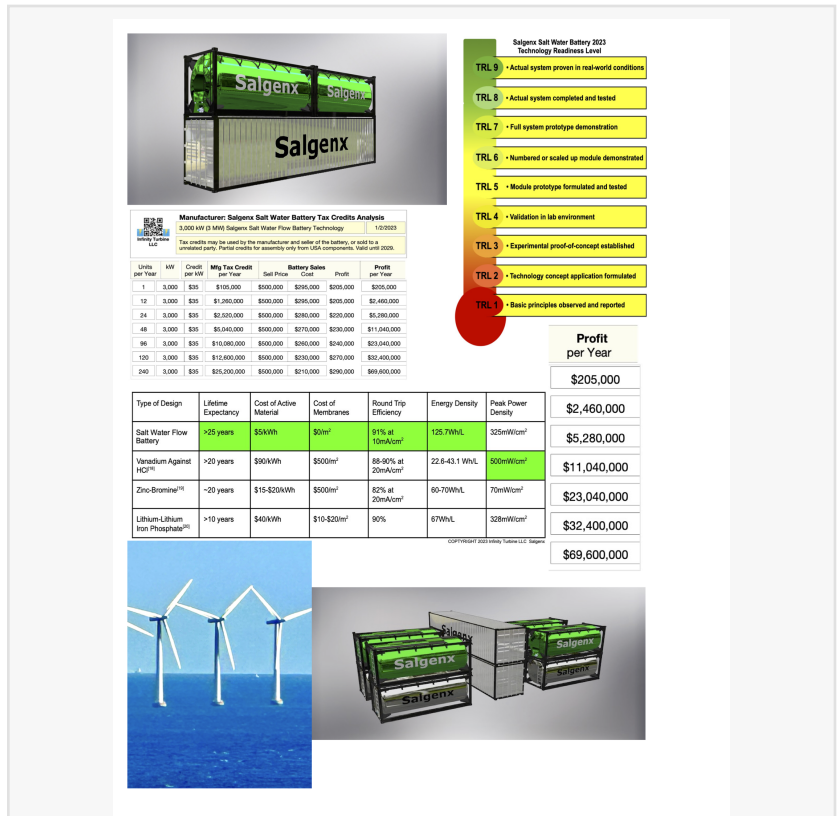 Salgenx
Salgenx
Salgenx
Salgenx Salt Water Battery 2023
Technology Readiness Level
TRL 9 • Actual system proven in real-world conditions
TRL 8 • Actual system completed and tested
TRL 7 • Full system prototype demonstration
TRL 6 • Numbered or scaled up module demonstrated
TRL 5 • Module prototype formulated and tested
TRL 4 • Validation in lab environment
TRL 3 • Experimental proof-of-concept established
TRL 2 • Technology concept application formulated
TRL 1 • Basic principles observed and reported
Infinity Turbine
LLC
Manufacturer: Salgenx Salt Water Battery Tax Credits Analysis
3,000 kW (3 MW) Salgenx Salt Water Flow Battery Technology 1/2/2023
Tax credits may be used by the manufacturer and seller of the battery, or sold to a
unrelated party. Partial credits for assembly only from USA components. Valid until 2029.
Units kW Credit Mfg Tax Credit Battery Sales Profit
per Year per kW per Year Sell Price Cost Profit per Year
1 3,000 $35 $105,000 $500,000 $295,000 $205,000 $205,000
12 3,000 $35 $1,260,000 $500,000 $295,000 $205,000 $2,460,000
24 3,000 $35 $2,520,000 $500,000 $280,000 $220,000 $5,280,000
48 3,000 $35 $5,040,000 $500,000 $270,000 $230,000 $11,040,000
96 3,000 $35 $10,080,000 $500,000 $260,000 $240,000 $23,040,000
120 3,000 $35 $12,600,000 $500,000 $230,000 $270,000 $32,400,000
240 3,000 $35 $25,200,000 $500,000 $210,000 $290,000 $69,600,000
Profit
per Year
$205,000
$2,460,000
$5,280,000
$11,040,000
$23,040,000
$32,400,000
$69,600,000
Type of Design Lifetime Cost of Active Cost of Round Trip Energy Density Peak Power
Expectancy Material Membranes Efficiency Density
Salt Water Flow >25 years $5/kWh $0/m² 91% at 125.7Wh/L 325mW/cm²
Battery 10mA/cm²
Vanadium Against >20 years $90/kWh $500/m² 88-90% at 22.6-43.1 Wh/L 500mW/cm²
HCl[18] 20mA/cm²
Zinc-Bromine[19] ~20 years $15-$20/kWh $500/m² 82% at 60-70Wh/L 70mW/cm²
20mA/cm²
Lithium-Lithium >10 years $40/kWh $10-$20/m² 90% 67Wh/L 328mW/cm²
Iron Phosphate[20]
COPTYRIGHT 2023 Infinity Turbine LLC Salgenx
Salgenx
Salgenx
Salgenx
Salgenx
Salgenx